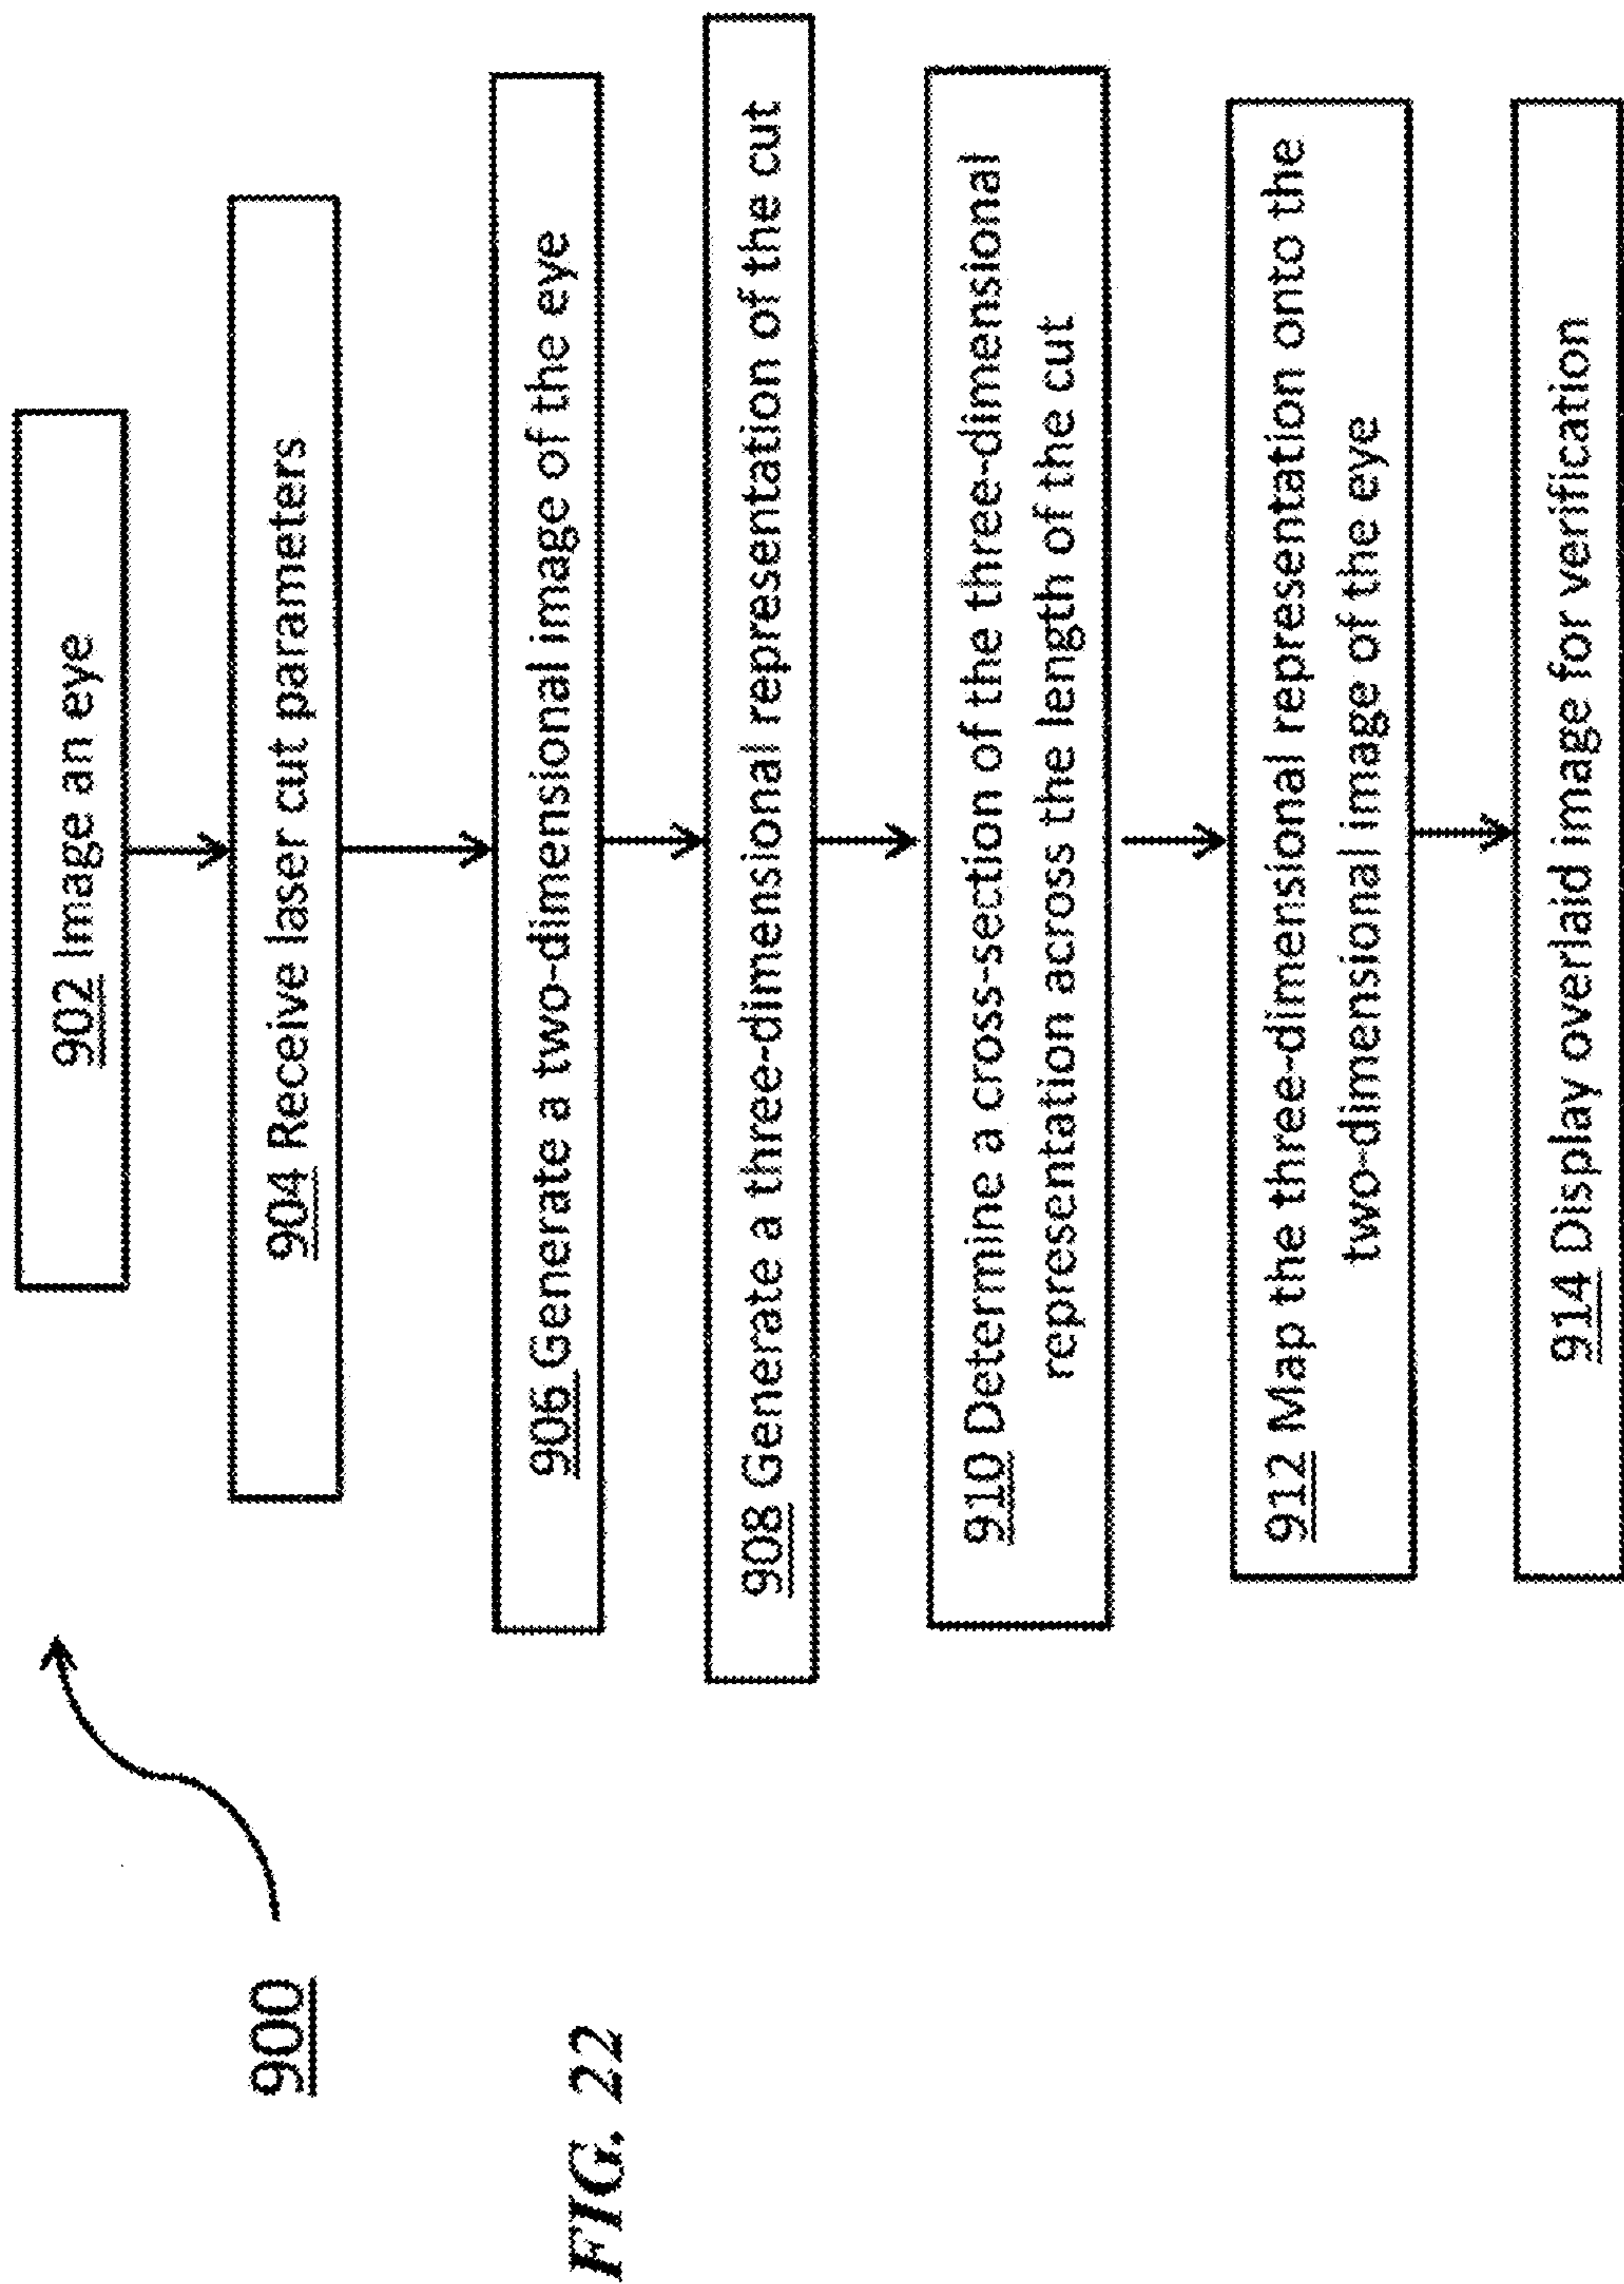 900
902 Image an eye
904 Receive laser cut parameters
906 Generate a two-dimensional image of the eye
908 Generate a three-dimensional representation of the cut
910 Determine a cross-section of the three-dimensional
representation across the length of the cut
912 Map the three-dimensional representation onto the
two-dimensional image of the eye
914 Display overlaid image for verification
FIG. 22